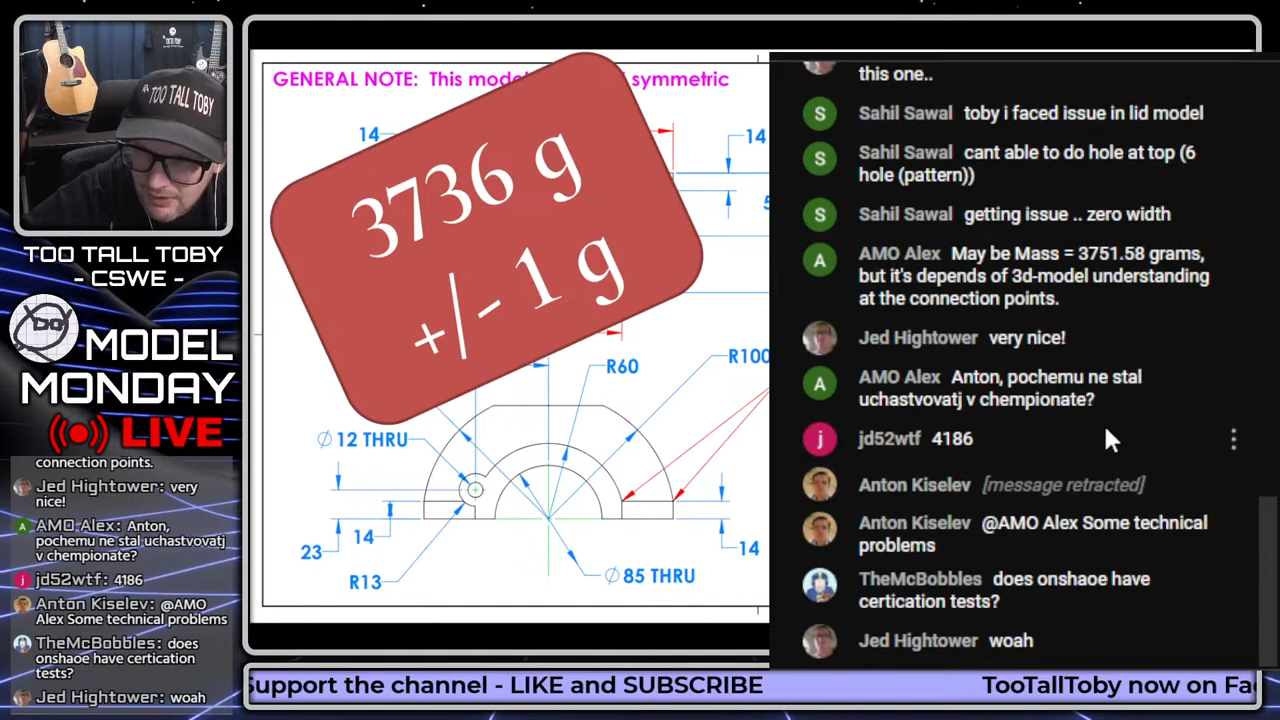 TOO TALL TOBY
TOO TALL TOBY
- CSWE -
MODEL
MONDAY
LIVE
connection points.
Jed Hightower: very
nice!
A AMO Alex: Anton,
pochemu ne stal uchastvovatj
v chempionate?
j jd52wtf: 4186
Anton Kiselev: @AMO
Alex Some technical problems
TheMcBobbles: does
onshaoe have certication
tests?
Jed Hightower: woah
GENERAL NOTE: This mode
symmetric
14
14
3736 g
+/- 1 g
R60
R100
∅12 THRU
23
14
R13
14
∅85 THRU
this one..
S Sahil Sawal toby i faced issue in lid model
S Sahil Sawal cant able to do hole at top (6
hole (pattern))
S Sahil Sawal getting issue .. zero width
A AMO Alex May be Mass = 3751.58 grams,
but it's depends of 3d-model understanding
at the connection points.
Jed Hightower very nice!
A AMO Alex Anton, pochemu ne stal
uchastvovatj v chempionate?
j jd52wtf 4186
Anton Kiselev [message retracted]
Anton Kiselev @AMO Alex Some technical
problems
TheMcBobbles does onshaoe have
certication tests?
Jed Hightower woah
Support the channel - LIKE and SUBSCRIBE
TooTallToby now on Fac